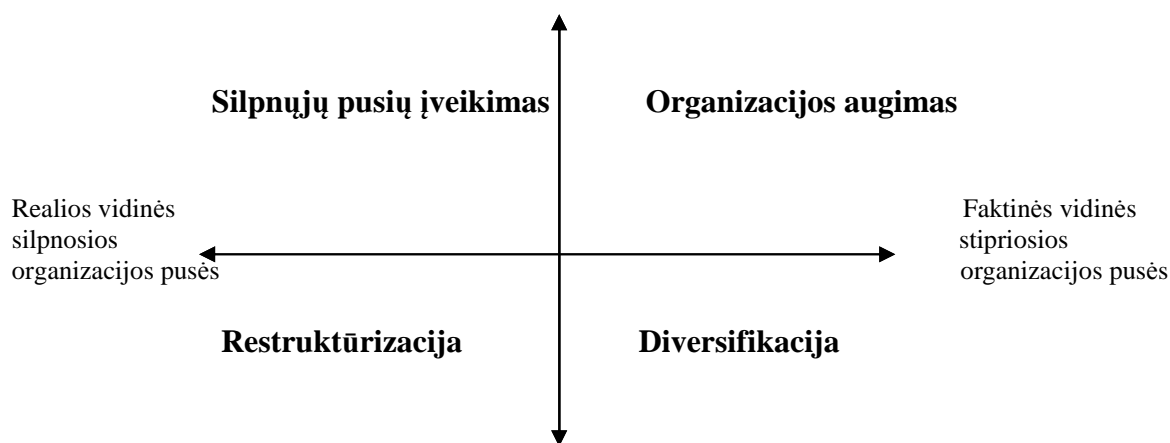 Silpnųjų pusių įveikimas
Organizacijos augimas
Realios vidinės
silpnosios
organizacijos pusės
Faktinės vidinės
stipriosios
organizacijos pusės
Restruktūrizacija
Diversifikacija